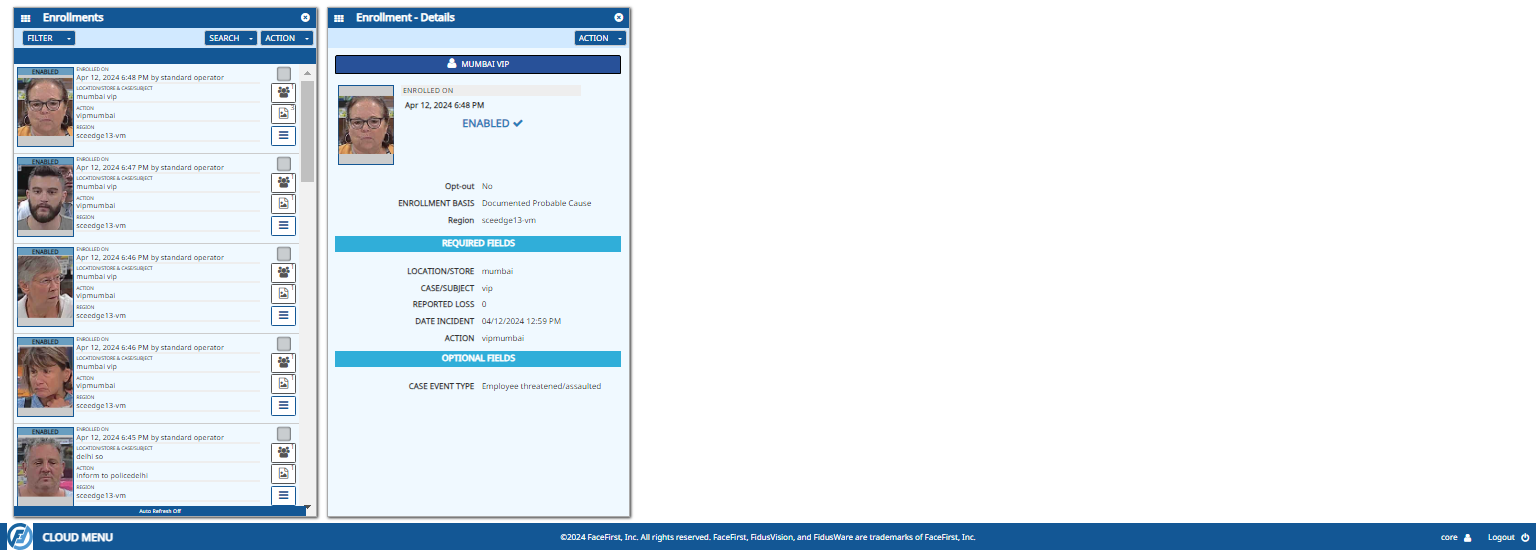 Enrollments
FILTER
SEARCH
ACTION
ENABLED
ENROLLED ON
Apr 12, 2024 6:48 PM by standard operator
LOCATION/STORE & CASE/SUBJECT
mumbai vip
ACTION
vipmumbai
REGION
sceedge13-vm
ENABLED
ENROLLED ON
Apr 12, 2024 6:47 PM by standard operator
LOCATION/STORE & CASE/SUBJECT
mumbai vip
ACTION
vipmumbai
REGION
sceedge13-vm
ENABLED
ENROLLED ON
Apr 12, 2024 6:46 PM by standard operator
LOCATION/STORE & CASE/SUBJECT
mumbai vip
ACTION
vipmumbai
REGION
sceedge13-vm
ENABLED
ENROLLED ON
Apr 12, 2024 6:46 PM by standard operator
LOCATION/STORE & CASE/SUBJECT
mumbai vip
ACTION
vipmumbai
REGION
sceedge13-vm
ENABLED
ENROLLED ON
Apr 12, 2024 6:45 PM by standard operator
LOCATION/STORE & CASE/SUBJECT
delhi so
ACTION
inform to policedelhi
REGION
sceedge13-vm
Auto Refresh Off
Enrollment - Details
ACTION
MUMBAI VIP
ENROLLED ON
Apr 12, 2024 6:48 PM
ENABLED
Opt-out No
ENROLLMENT BASIS Documented Probable Cause
Region sceedge13-vm
REQUIRED FIELDS
LOCATION/STORE mumbai
CASE/SUBJECT vip
REPORTED LOSS 0
DATE INCIDENT 04/12/2024 12:59 PM
ACTION vipmumbai
OPTIONAL FIELDS
CASE EVENT TYPE Employee threatened/assaulted
CLOUD MENU
©2024 FaceFirst, Inc. All rights reserved. FaceFirst, FidusVision, and FidusWare are trademarks of FaceFirst, Inc.
core
Logout